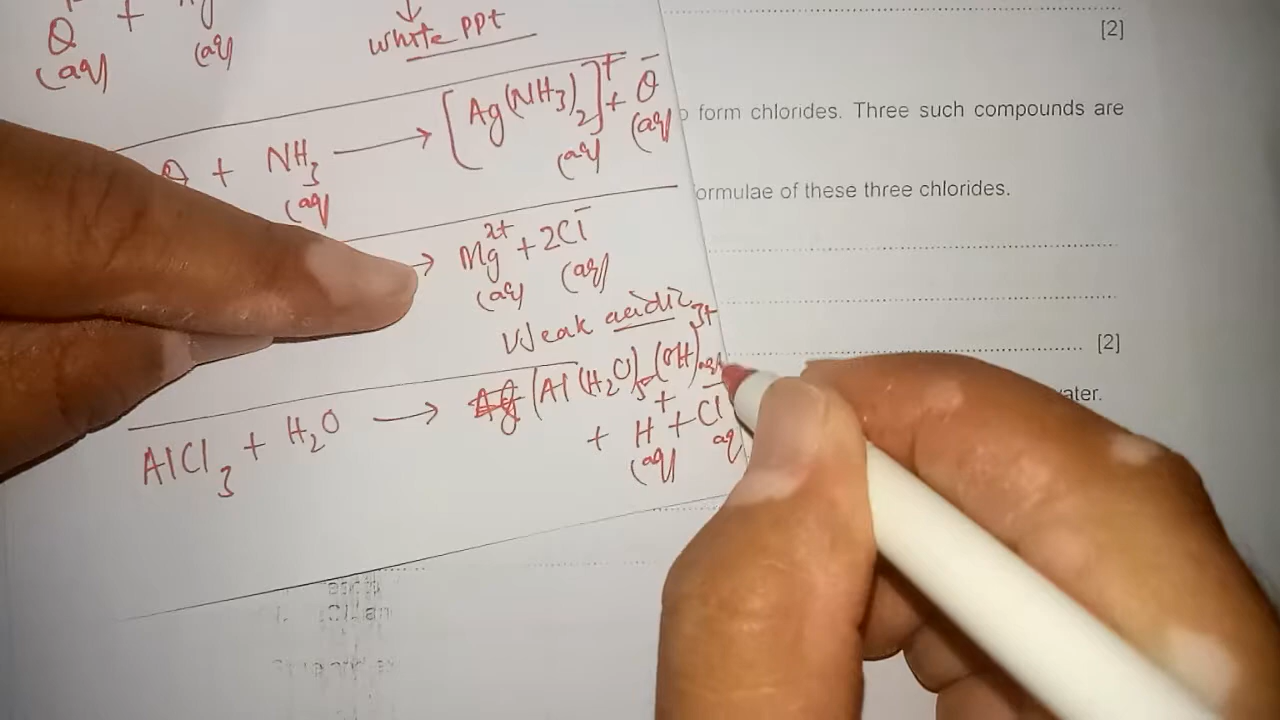 +
(aq) (aq)
white ppt
[2]
+ NH3 → [Ag(NH3)2]+ + Cl-
(aq) (aq) (aq)
form chlorides. Three such compounds are
ormulae of these three chlorides.
→ Mg2+ + 2Cl-
(aq) (aq)
Weak acidic
[2]
AlCl3 + H2O → (Al(H2O)5(OH) 3+
ater.
+ H+ + Cl-
(aq) aq